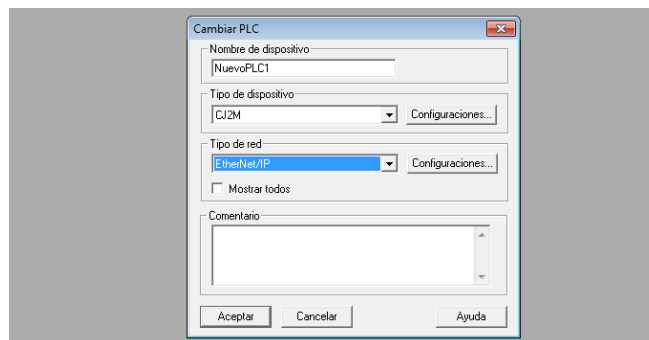 Cambiar PLC
Nombre de dispositivo
NuevoPLC1
Tipo de dispositivo
CJ2M
Configuraciones...
Tipo de red
EtherNet/IP
Configuraciones...
Mostrar todos
Comentario
Aceptar
Cancelar
Ayuda